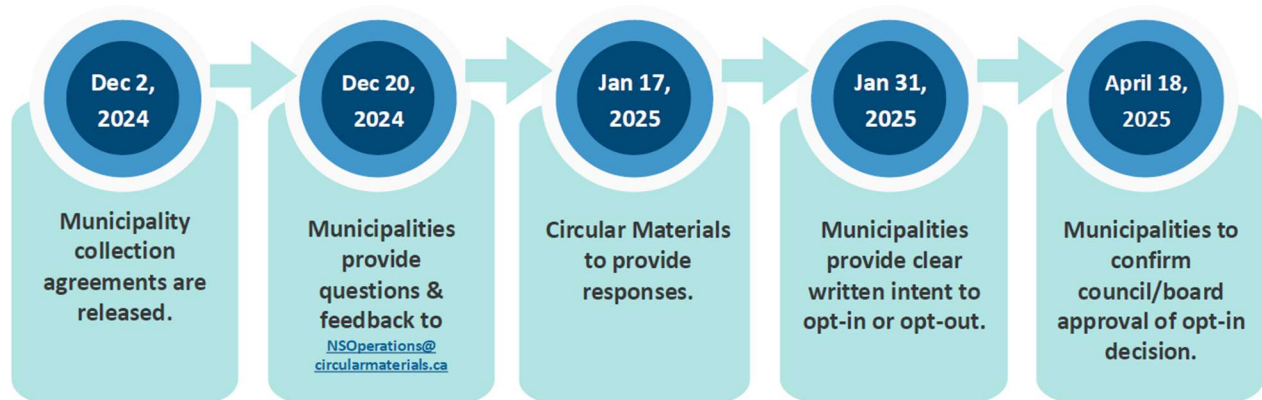 Dec 2,
2024
Municipality
collection
agreements are
released.
Dec 20,
2024
Municipalities
provide
questions &
feedback to
NSOperations@
circularmaterials.ca
Jan 17,
2025
Circular Materials
to provide
responses.
Jan 31,
2025
Municipalities
provide clear
written intent to
opt-in or opt-out.
April 18,
2025
Municipalities to
confirm
council/board
approval of opt-in
decision.